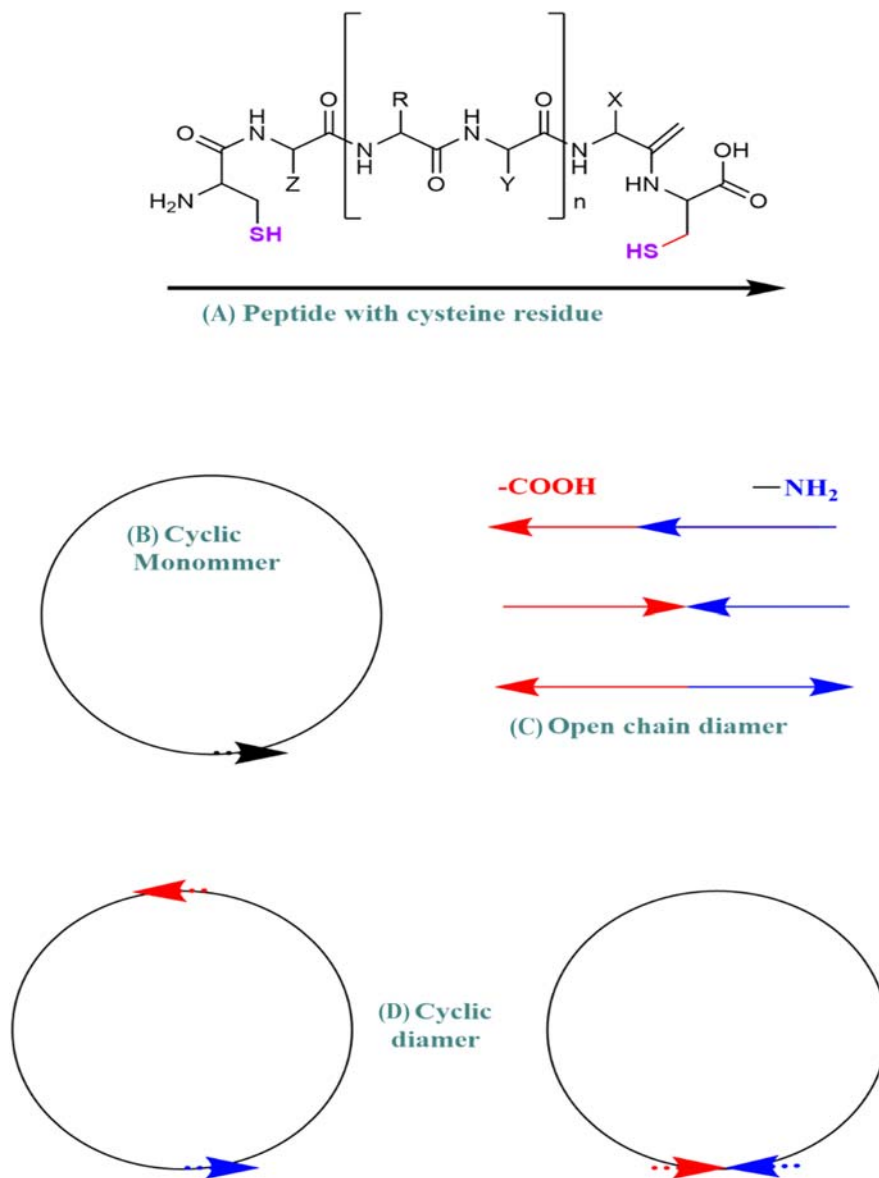 O
H
N
Z
O
N
H
R
O
H
N
Y
O
n
N
H
X
HN
OH
O
H₂N
SH
HS
(A) Peptide with cysteine residue
-COOH
—NH₂
(B) Cyclic
Monommer
(C) Open chain diamer
(D) Cyclic
diamer